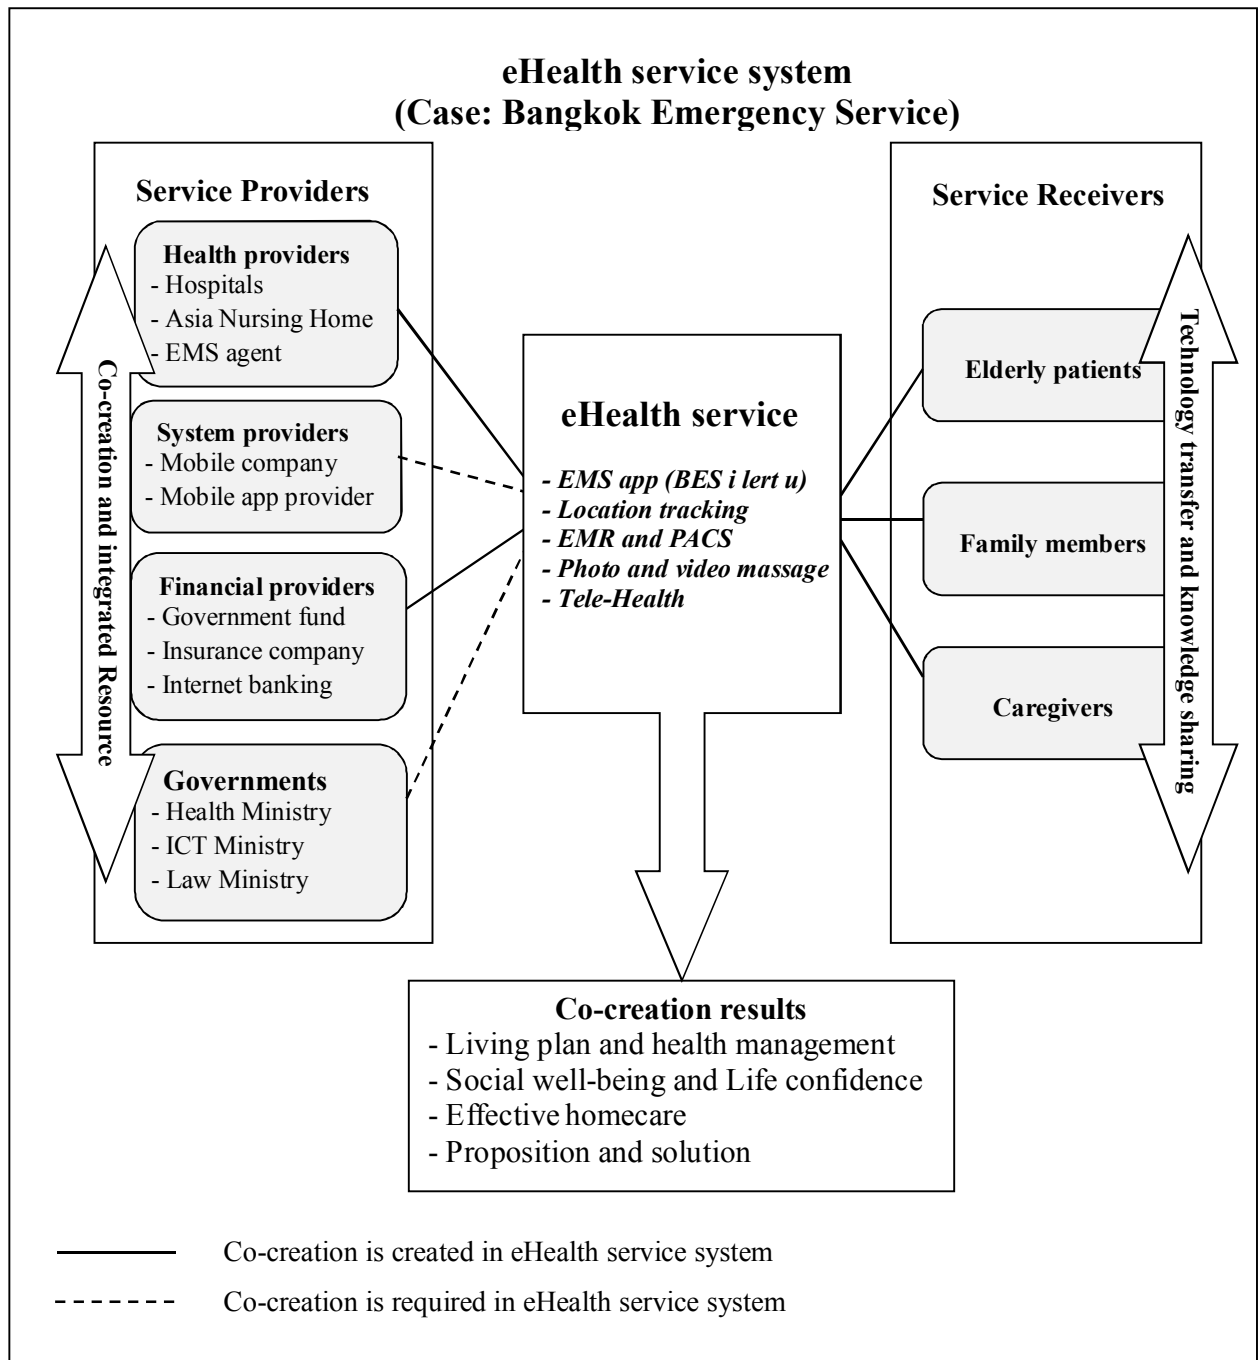 eHealth service system
(Case: Bangkok Emergency Service)
Service Providers
Health providers
- Hospitals
- Asia Nursing Home
- EMS agent
System providers
- Mobile company
- Mobile app provider
Financial providers
- Government fund
- Insurance company
- Internet banking
Governments
- Health Ministry
- ICT Ministry
- Law Ministry
Co-creation and integrated Resource
eHealth service
- EMS app (BES i lert u)
- Location tracking
- EMR and PACS
- Photo and video massage
- Tele-Health
Service Receivers
Elderly patients
Family members
Caregivers
Technology transfer and knowledge sharing
Co-creation results
- Living plan and health management
- Social well-being and Life confidence
- Effective homecare
- Proposition and solution
Co-creation is created in eHealth service system
Co-creation is required in eHealth service system